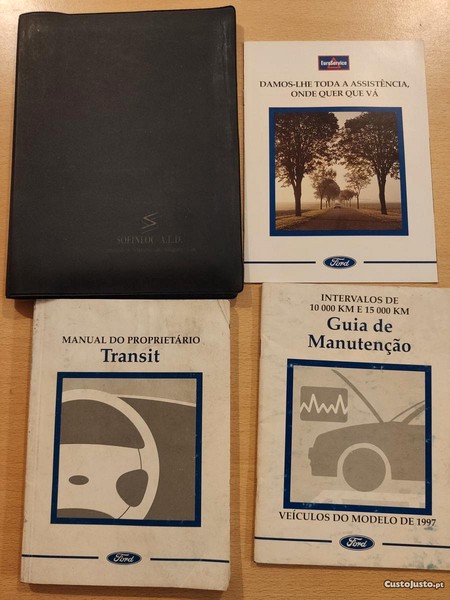 EuroService
DAMOS-LHE TODA A ASSISTÊNCIA,
ONDE QUER QUE VÁ
Ford
MANUAL DO PROPRIETÁRIO
Transit
Ford
INTERVALOS DE
10 000 KM E 15 000 KM
Guia de
Manutenção
VEÍCULOS DO MODELO DE 1997
Ford
CustoJusto.pt